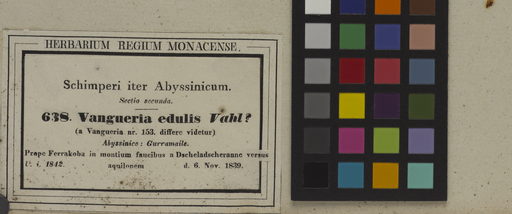 HERBARIUM REGIUM MONACENSE.
Schimperi iter Abyssinicum.
Sectio secunda.
638. Vangueria edulis Vahl?
(a Vangueria nr. 153. differe videtur)
Abyssinice: Gurramaile.
Prope Ferrakoba in montium faucibus a Dscheladscheranne versus
U. i. 1842. aquilonem d. 6. Nov. 1839.